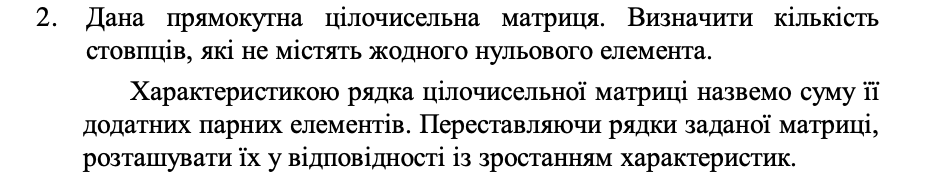 2. Дана прямокутна цілочисельна матриця. Визначити кількість
стовпців, які не містять жодного нульового елемента.
Характеристикою рядка цілочисельної матриці назвемо суму її
додатних парних елементів. Переставляючи рядки заданої матриці,
розташувати їх у відповідності із зростанням характеристик.